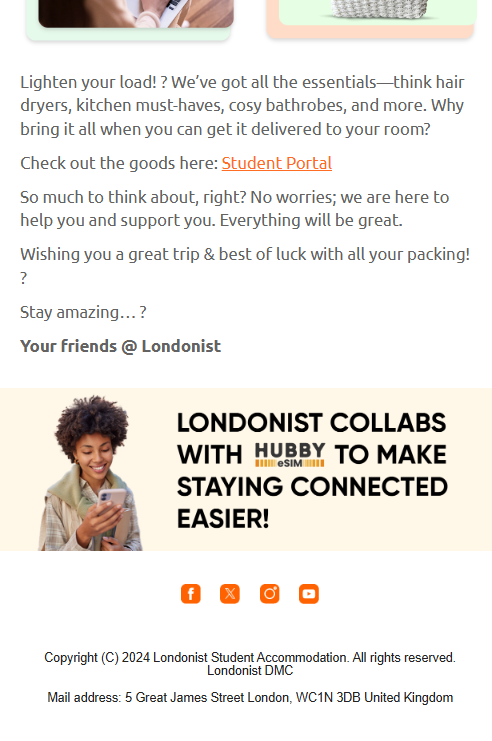 Lighten your load! ? We’ve got all the essentials—think hair
dryers, kitchen must-haves, cosy bathrobes, and more. Why
bring it all when you can get it delivered to your room?
Check out the goods here: Student Portal
So much to think about, right? No worries; we are here to
help you and support you. Everything will be great.
Wishing you a great trip & best of luck with all your packing!
?
Stay amazing… ?
Your friends @ Londonist
LONDONIST COLLABS
WITH HUBBY eSIM TO MAKE
STAYING CONNECTED
EASIER!
Copyright (C) 2024 Londonist Student Accommodation. All rights reserved.
Londonist DMC
Mail address: 5 Great James Street London, WC1N 3DB United Kingdom